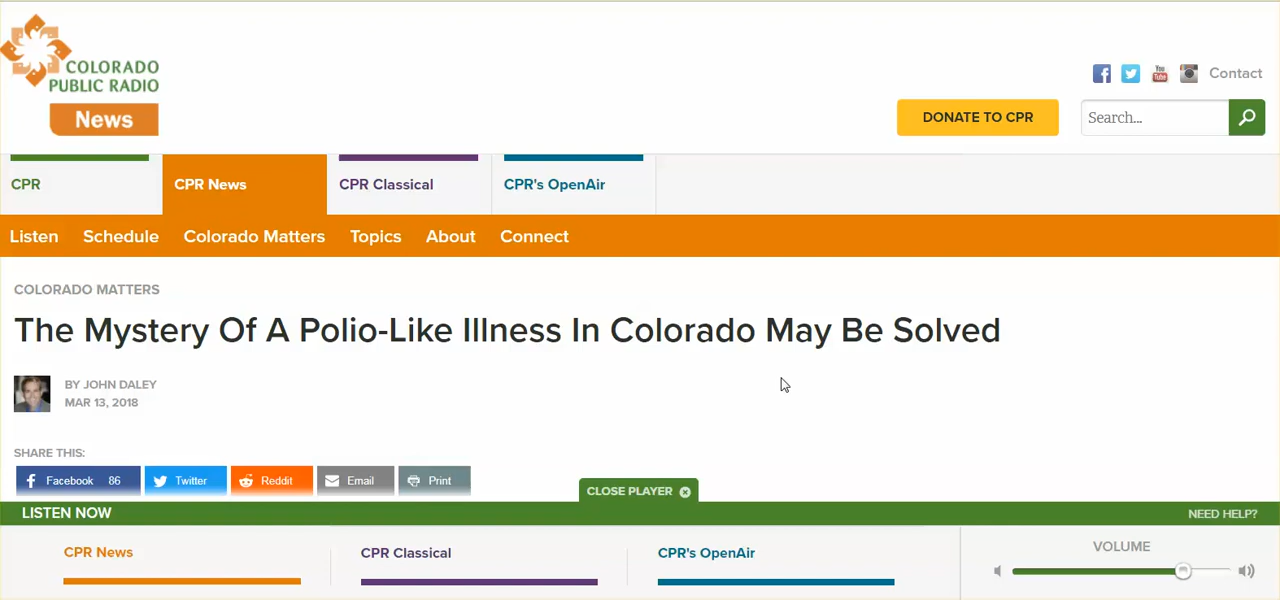 COLORADO
PUBLIC RADIO
News
Contact
DONATE TO CPR
Search...
CPR
CPR News
CPR Classical
CPR's OpenAir
Listen
Schedule
Colorado Matters
Topics
About
Connect
COLORADO MATTERS
The Mystery Of A Polio-Like Illness In Colorado May Be Solved
BY JOHN DALEY
MAR 13, 2018
SHARE THIS:
Facebook 86
Twitter
Reddit
Email
Print
CLOSE PLAYER
LISTEN NOW
NEED HELP?
CPR News
CPR Classical
CPR's OpenAir
VOLUME